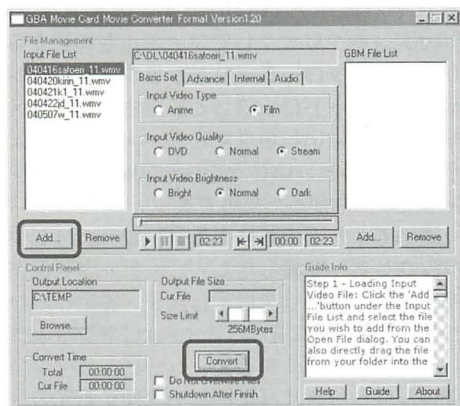 GBA Movie Card Movie Converter Formal Version1.20
File Management
Input File List
040416satoen_11.wmv
040420kirin_11.wmv
040421k1_11.wmv
040422jd_11.wmv
040507w_11.wmv
C:\DL\040416satoen_11.wmv
Basic Set
Advance
Internal
Audio
Input Video Type
Anime
Film
Input Video Quality
DVD
Normal
Stream
Input Video Brightness
Bright
Normal
Dark
GBM File List
Add...
Remove
02:23
00:00
02:23
Add...
Remove
Control Panel
Output Location
C:\TEMP
Browse...
Output File Size
Cur File
Size Limit
256MBytes
Convert Time
Total 00:00:00
Cur File 00:00:00
Convert
Do Not Overwrite Files
Shutdown After Finish
Guide Info
Step 1 - Loading Input
Video File: Click the 'Add
...'button under the Input
File List and select the file
you wish to add from the
Open File dialog. You can
also directly drag the file
from your folder into the
Help
Guide
About